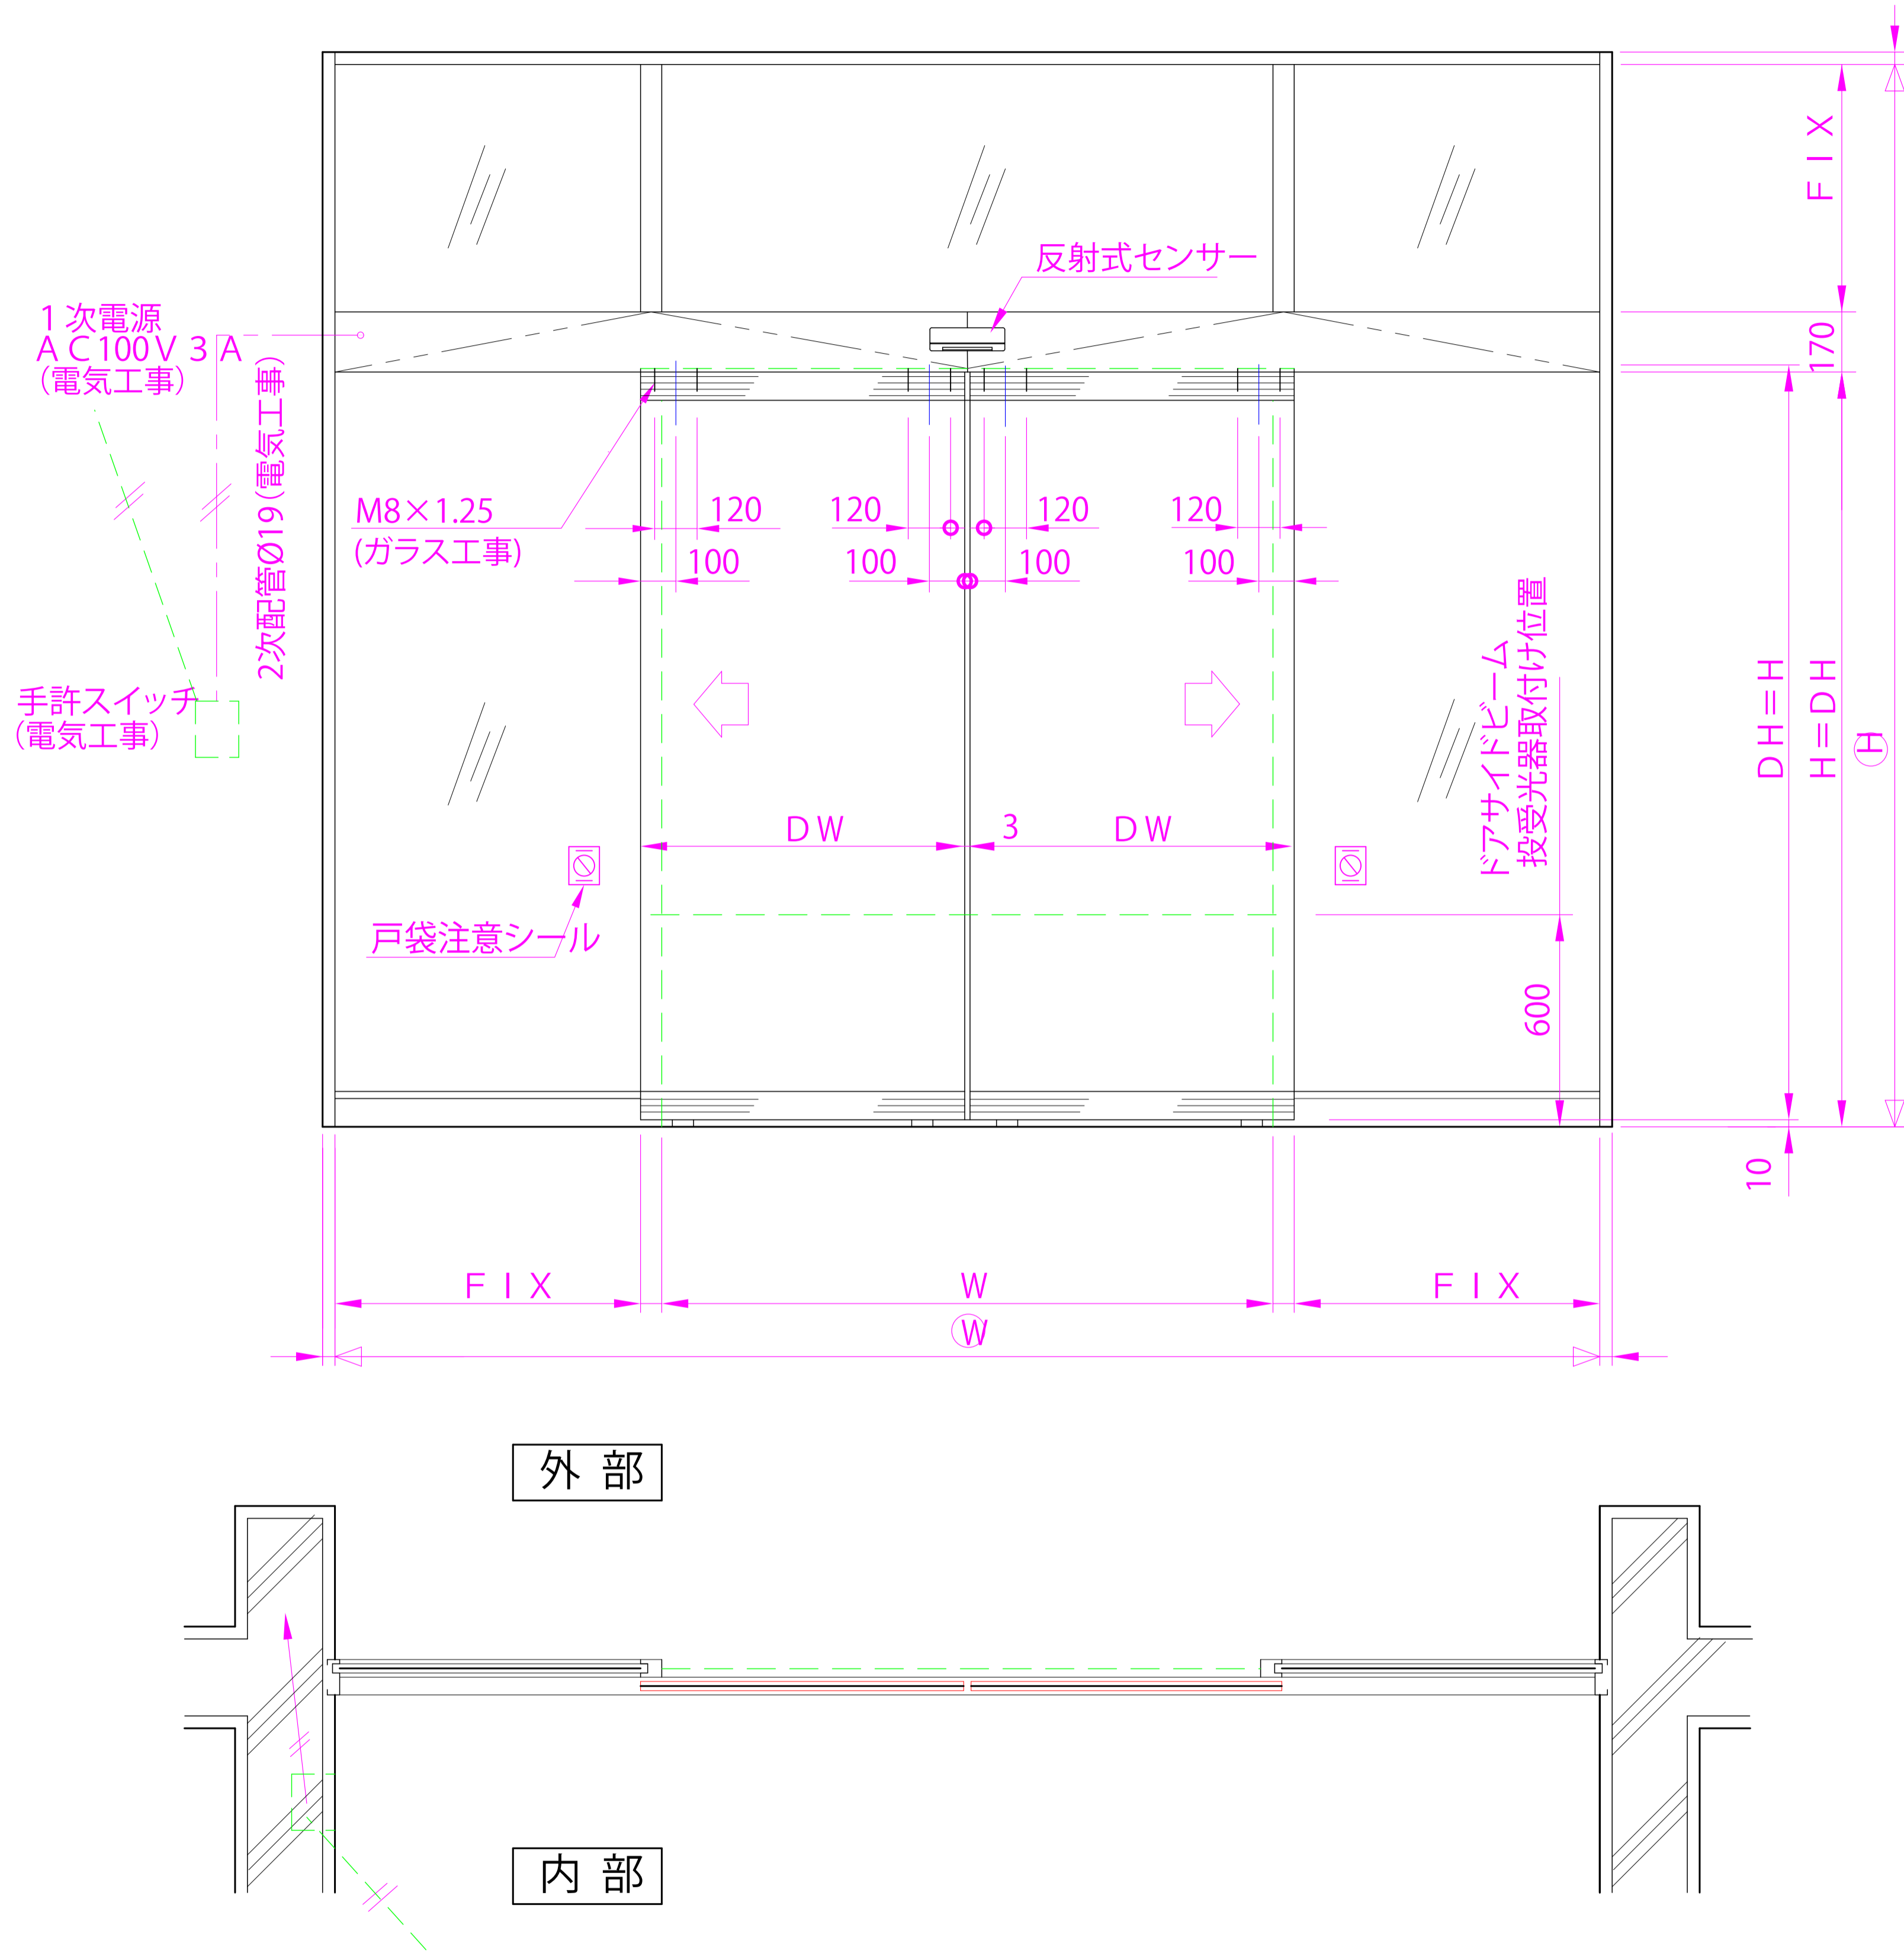 反射式センサー
１次電源
ＡＣ100Ｖ３Ａ
(電気工事)
2次配管Ø19(電気工事)
手許スイッチ
(電気工事)
M8×1.25
(ガラス工事)
120
120
120
120
100
100
100
100
ＤＷ
3
ＤＷ
戸袋注意シール
ドアサイドビーム
投受光器取付け位置
600
ＦＩＸ
170
ＤＨ＝Ｈ
Ｈ＝ＤＨ
Ｈ
10
ＦＩＸ
Ｗ
ＦＩＸ
Ｗ
外部
内部